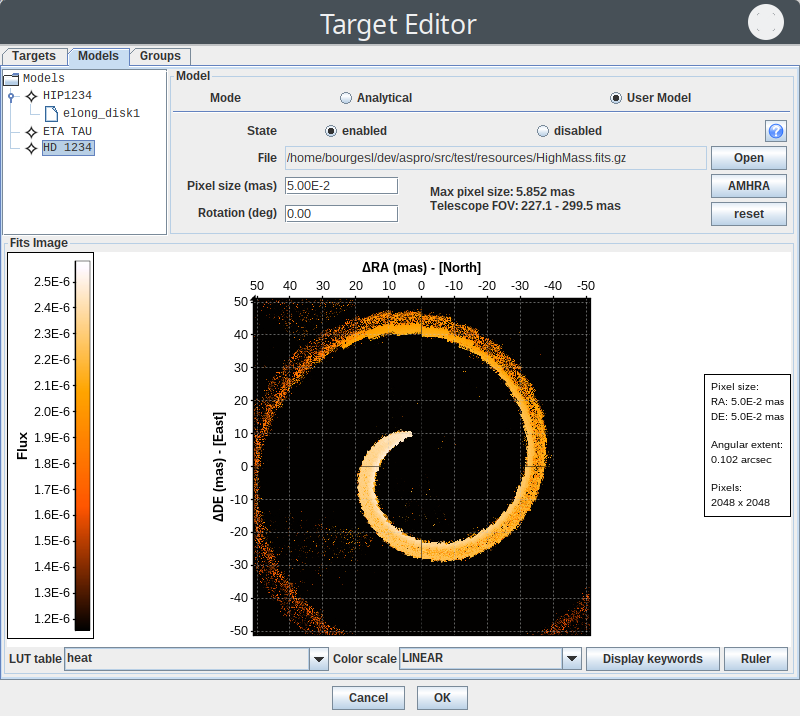 Target Editor
Targets Models Groups
Models
HIP1234
elong_disk1
ETA TAU
HD 1234
Model
Mode Analytical User Model
State enabled disabled ?
File /home/bourgesl/dev/aspro/src/test/resources/HighMass.fits.gz Open
Pixel size (mas) 5.00E-2 Max pixel size: 5.852 mas AMHRA
Rotation (deg) 0.00 Telescope FOV: 227.1 - 299.5 mas reset
Fits Image
Flux
2.5E-6
2.4E-6
2.3E-6
2.2E-6
2.1E-6
2.0E-6
1.9E-6
1.8E-6
1.7E-6
1.6E-6
1.5E-6
1.4E-6
1.3E-6
1.2E-6
ΔRA (mas) - [North]
50 40 30 20 10 0 -10 -20 -30 -40 -50
ΔDE (mas) - [East]
50
40
30
20
10
0
-10
-20
-30
-40
-50
Pixel size:
RA: 5.0E-2 mas
DE: 5.0E-2 mas
Angular extent:
0.102 arcsec
Pixels:
2048 x 2048
LUT table heat Color scale LINEAR Display keywords Ruler
Cancel OK